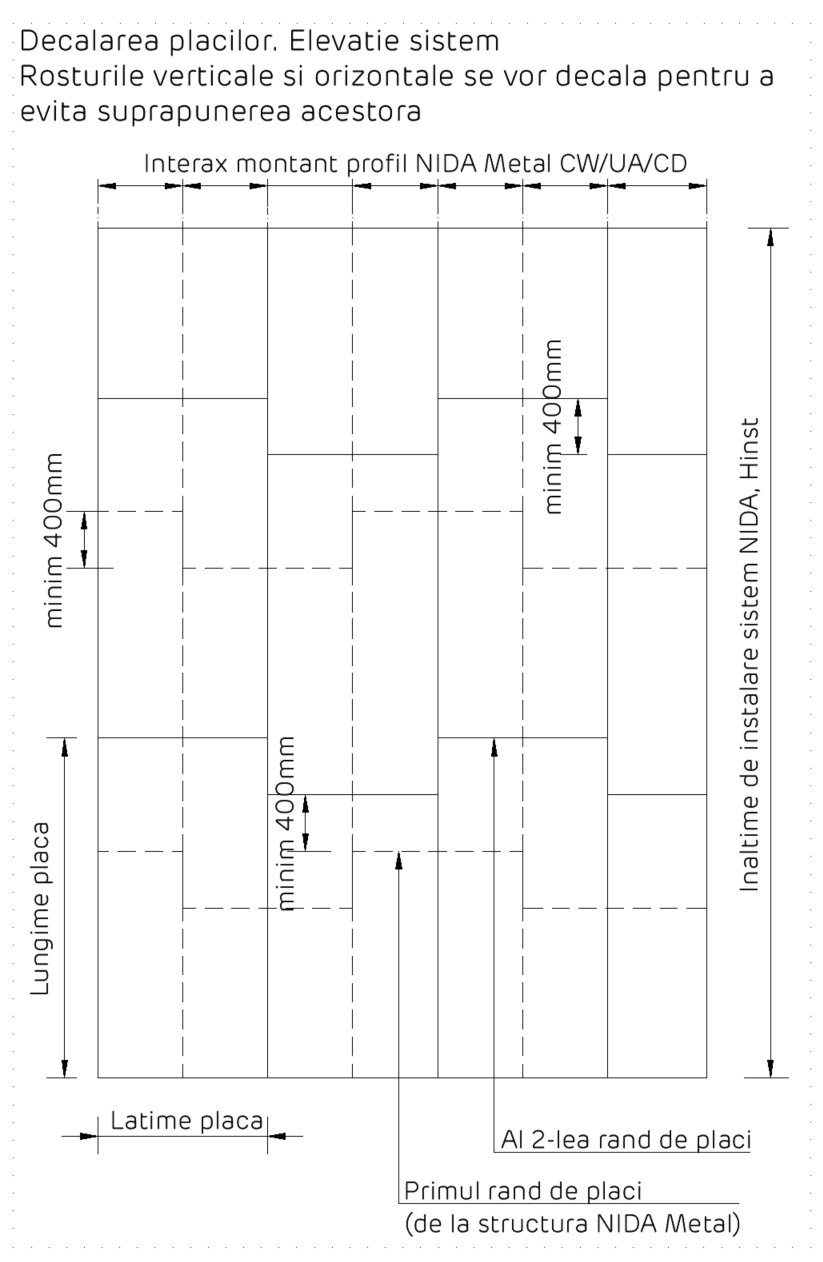 Decalarea placilor. Elevatie sistem
Rosturile verticale si orizontale se vor decala pentru a
evita suprapunerea acestora
Interax montant profil NIDA Metal CW/UA/CD
minim 400mm
minim 400mm
Inaltime de instalare sistem NIDA, Hinst
minim 400mm
Lungime placa
Latime placa
Al 2-lea rand de placi
Primul rand de placi
(de la structura NIDA Metal)